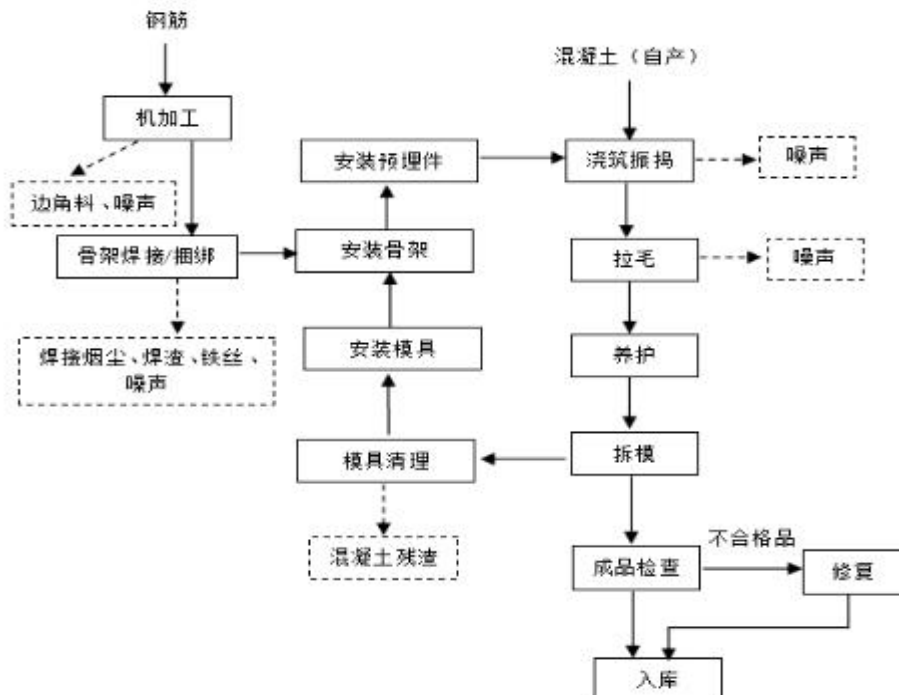 钢筋
混凝土（自产）
机加工
安装预埋件
浇筑振捣
噪声
边角料、噪声
骨架焊接/捆绑
安装骨架
拉毛
噪声
焊接烟尘、焊渣、铁丝、
噪声
安装模具
养护
模具清理
拆模
混凝土残渣
不合格品
成品检查
修复
入库